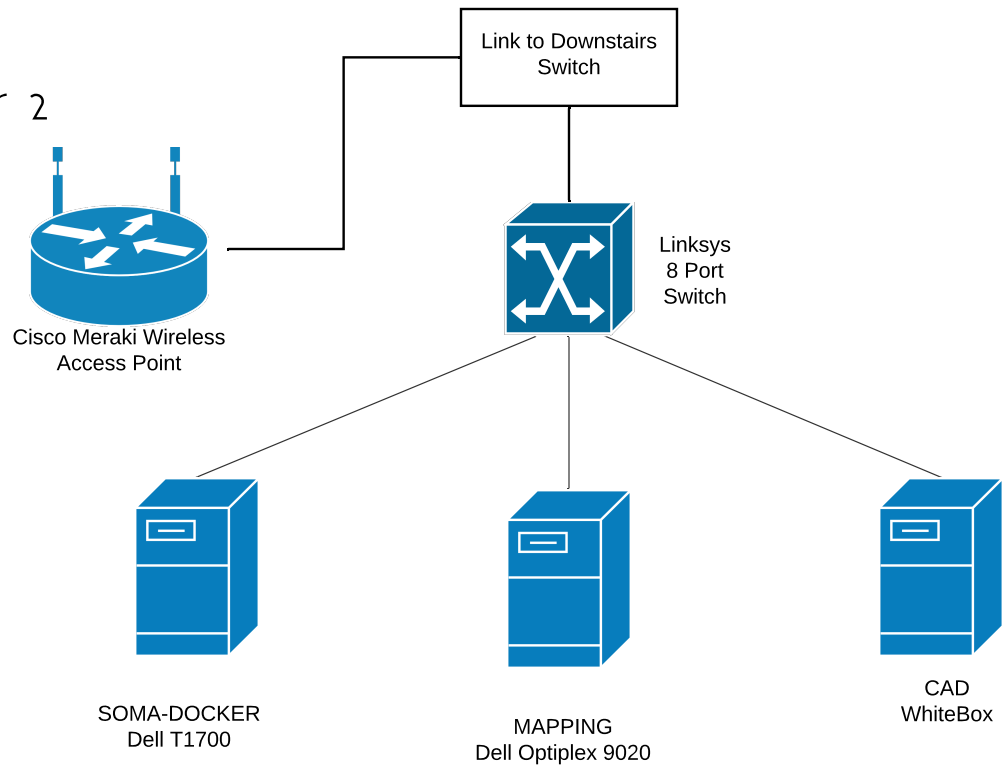 Link to Downstairs
Switch
2
Linksys
8 Port
Switch
Cisco Meraki Wireless
Access Point
SOMA-DOCKER
Dell T1700
MAPPING
Dell Optiplex 9020
CAD
WhiteBox